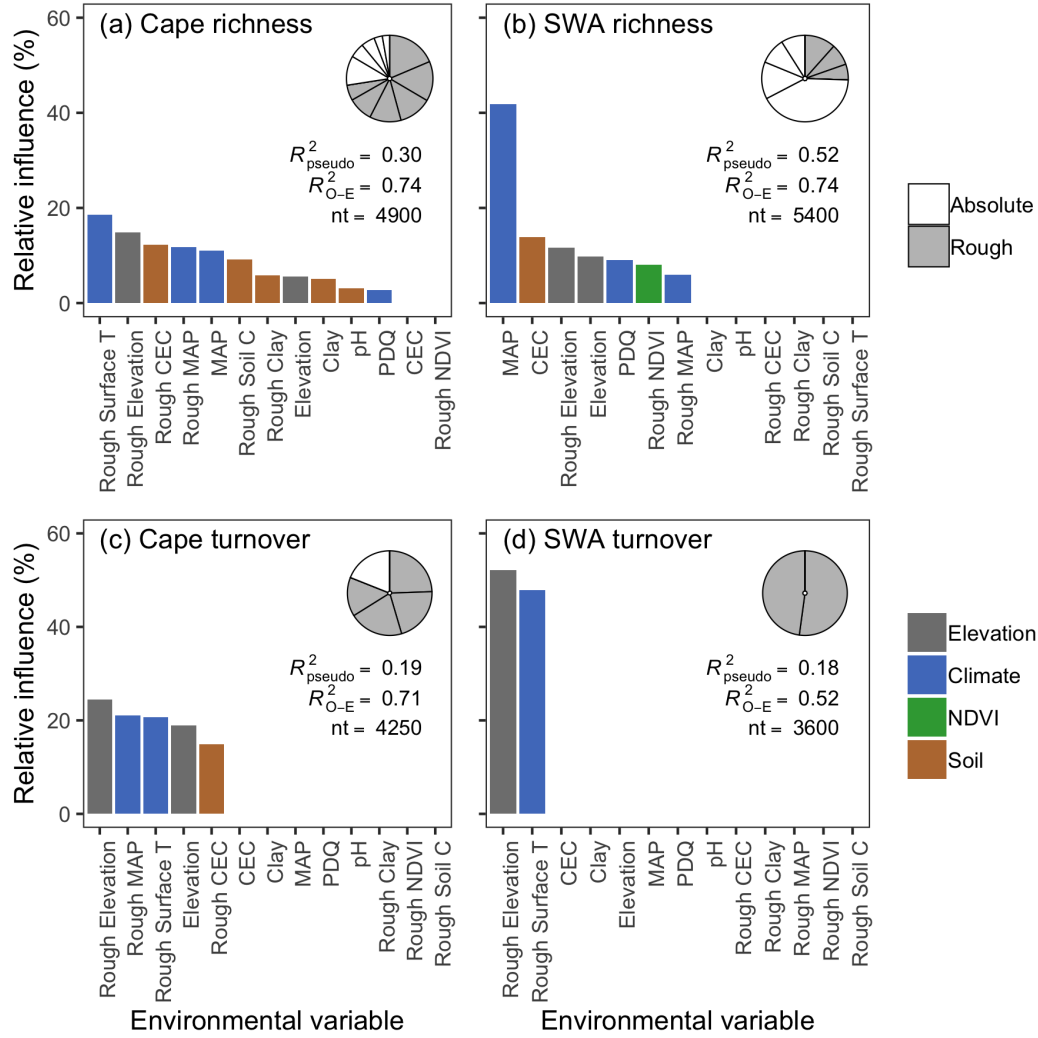 (a) Cape richness
(b) SWA richness
Relative influence (%)
60
40
20
0
R²pseudo = 0.30
R²O−E = 0.74
nt = 4900
R²pseudo = 0.52
R²O−E = 0.74
nt = 5400
Absolute
Rough
Rough Surface T
Rough Elevation
Rough CEC
Rough MAP
MAP
Rough Soil C
Rough Clay
Elevation
Clay
pH
PDQ
CEC
Rough NDVI
MAP
CEC
Rough Elevation
Elevation
PDQ
Rough NDVI
Rough MAP
Clay
pH
Rough CEC
Rough Clay
Rough Soil C
Rough Surface T
(c) Cape turnover
(d) SWA turnover
Relative influence (%)
60
40
20
0
R²pseudo = 0.19
R²O−E = 0.71
nt = 4250
R²pseudo = 0.18
R²O−E = 0.52
nt = 3600
Elevation
Climate
NDVI
Soil
Rough Elevation
Rough MAP
Rough Surface T
Elevation
Rough CEC
CEC
Clay
MAP
PDQ
pH
Rough Clay
Rough NDVI
Rough Soil C
Rough Elevation
Rough Surface T
CEC
Clay
Elevation
MAP
PDQ
pH
Rough CEC
Rough Clay
Rough MAP
Rough NDVI
Rough Soil C
Environmental variable
Environmental variable